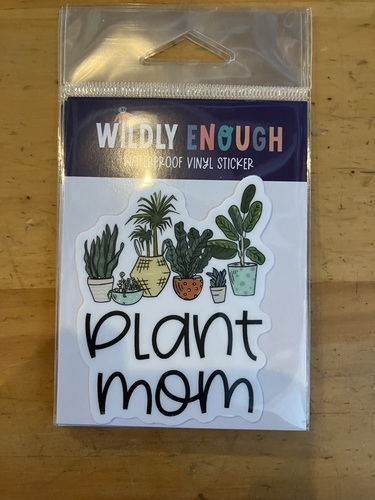 WILDLY ENOUGH
WATERPROOF VINYL STICKER
plant
mom